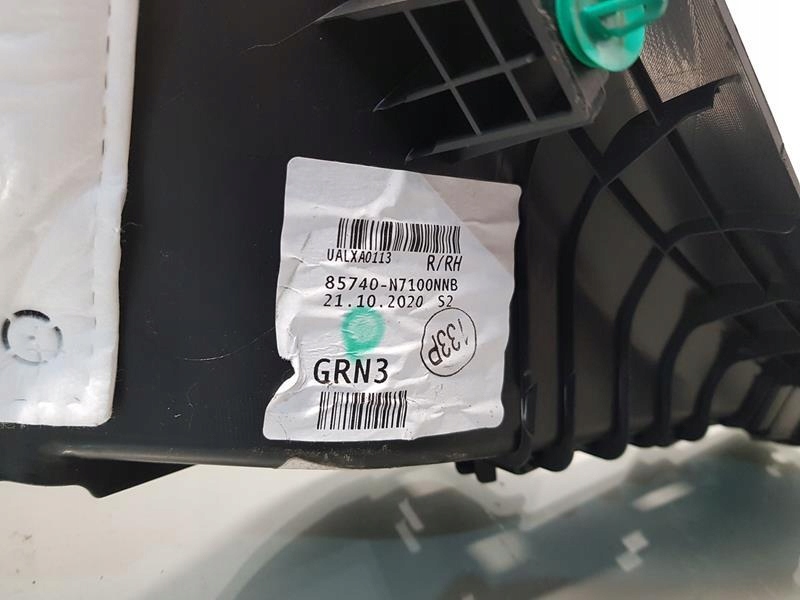 UALXA0113 R/RH
85740-N7100NNB
21.10.2020 S2
133P
GRN3